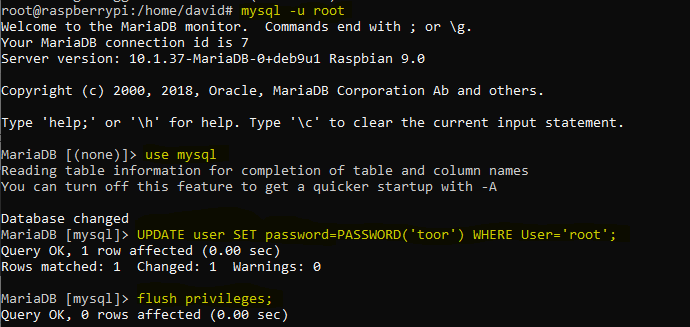 root@raspberrypi:/home/david# mysql -u root
Welcome to the MariaDB monitor.  Commands end with ; or \g.
Your MariaDB connection id is 7
Server version: 10.1.37-MariaDB-0+deb9u1 Raspbian 9.0

Copyright (c) 2000, 2018, Oracle, MariaDB Corporation Ab and others.

Type 'help;' or '\h' for help. Type '\c' to clear the current input statement.

MariaDB [(none)]> use mysql
Reading table information for completion of table and column names
You can turn off this feature to get a quicker startup with -A

Database changed
MariaDB [mysql]> UPDATE user SET password=PASSWORD('toor') WHERE User='root';
Query OK, 1 row affected (0.00 sec)
Rows matched: 1  Changed: 1  Warnings: 0

MariaDB [mysql]> flush privileges;
Query OK, 0 rows affected (0.00 sec)